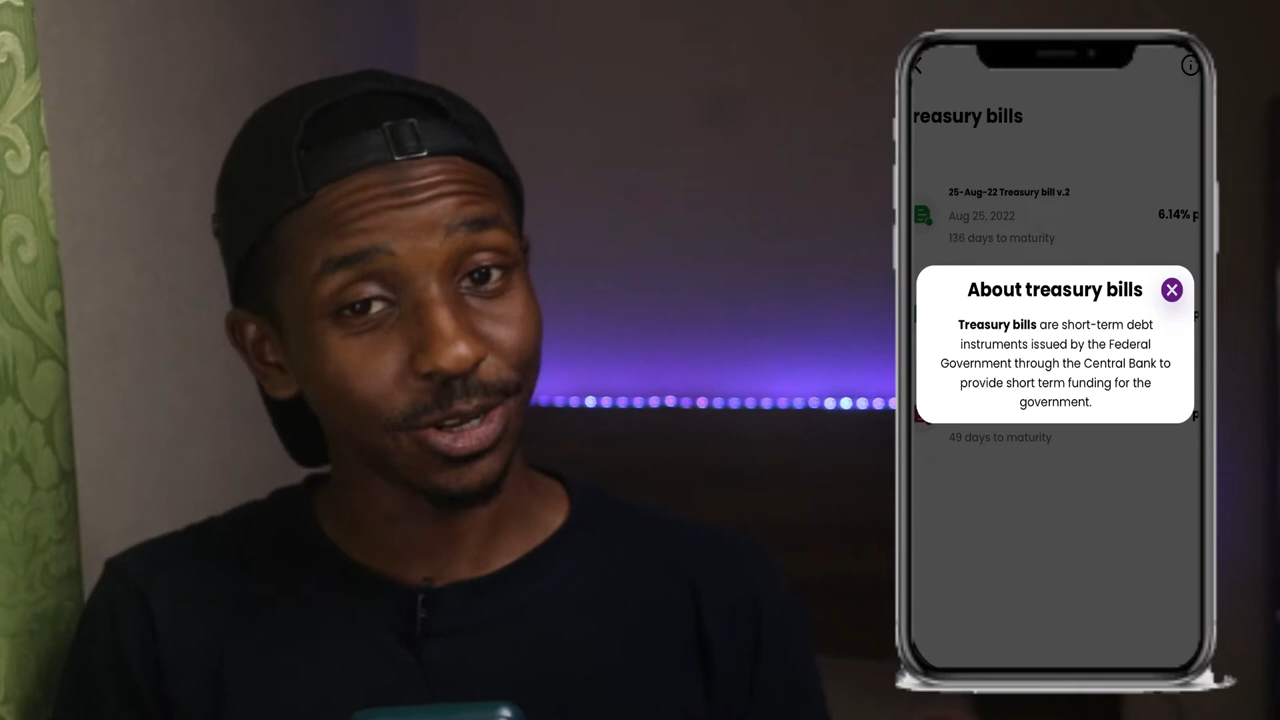 reasury bills
25-Aug-22 Treasury bill v.2
Aug 25, 2022
6.14% p
136 days to maturity
About treasury bills
Treasury bills are short-term debt
instruments issued by the Federal
Government through the Central Bank to
provide short term funding for the
government.
49 days to maturity